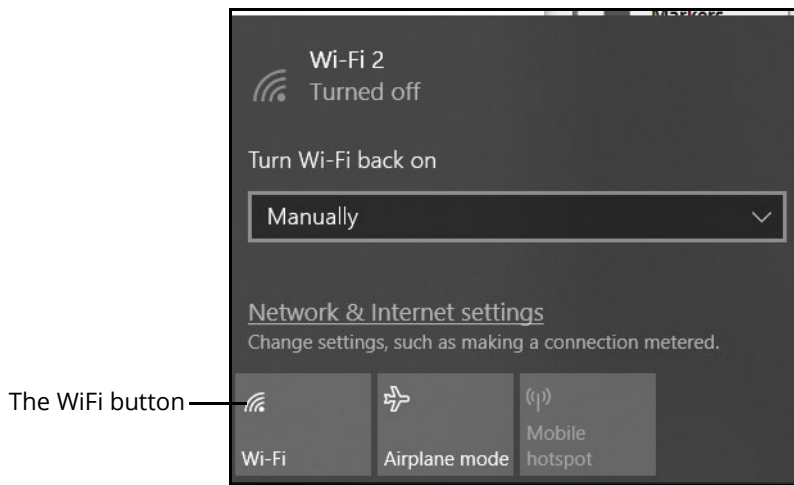 Markers
Wi-Fi 2
Turned off
Turn Wi-Fi back on
Manually
Network & Internet settings
Change settings, such as making a connection metered.
The WiFi button
Wi-Fi
Airplane mode
Mobile
hotspot